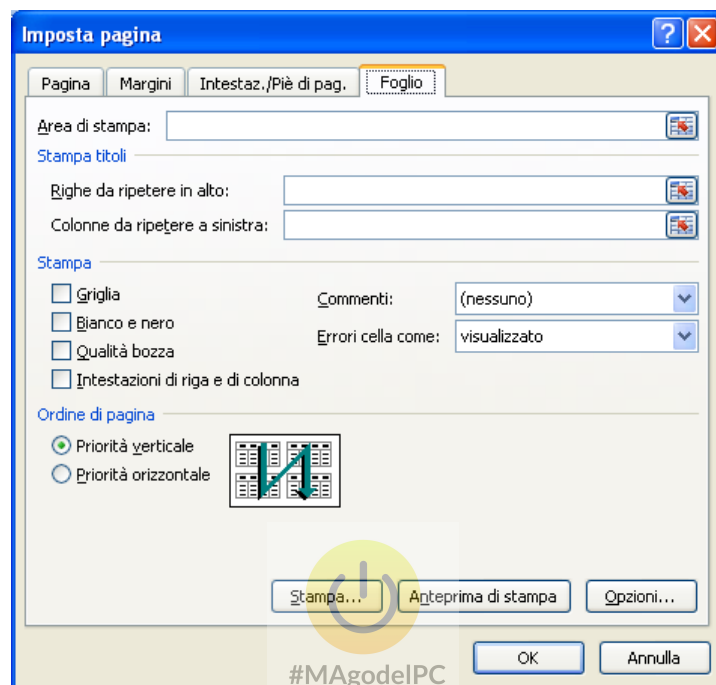 Imposta pagina
Pagina
Margini
Intestaz./Piè di pag.
Foglio
Area di stampa:
Stampa titoli
Righe da ripetere in alto:
Colonne da ripetere a sinistra:
Stampa
Griglia
Bianco e nero
Qualità bozza
Intestazioni di riga e di colonna
Commenti:
(nessuno)
Errori cella come:
visualizzato
Ordine di pagina
Priorità verticale
Priorità orizzontale
Stampa...
Anteprima di stampa
Opzioni...
OK
Annulla
#MAgodelPC